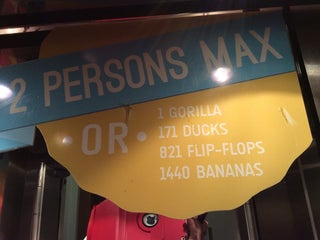 2 PERSONS MAX
OR •
1 GORILLA
171 DUCKS
821 FLIP-FLOPS
1440 BANANAS